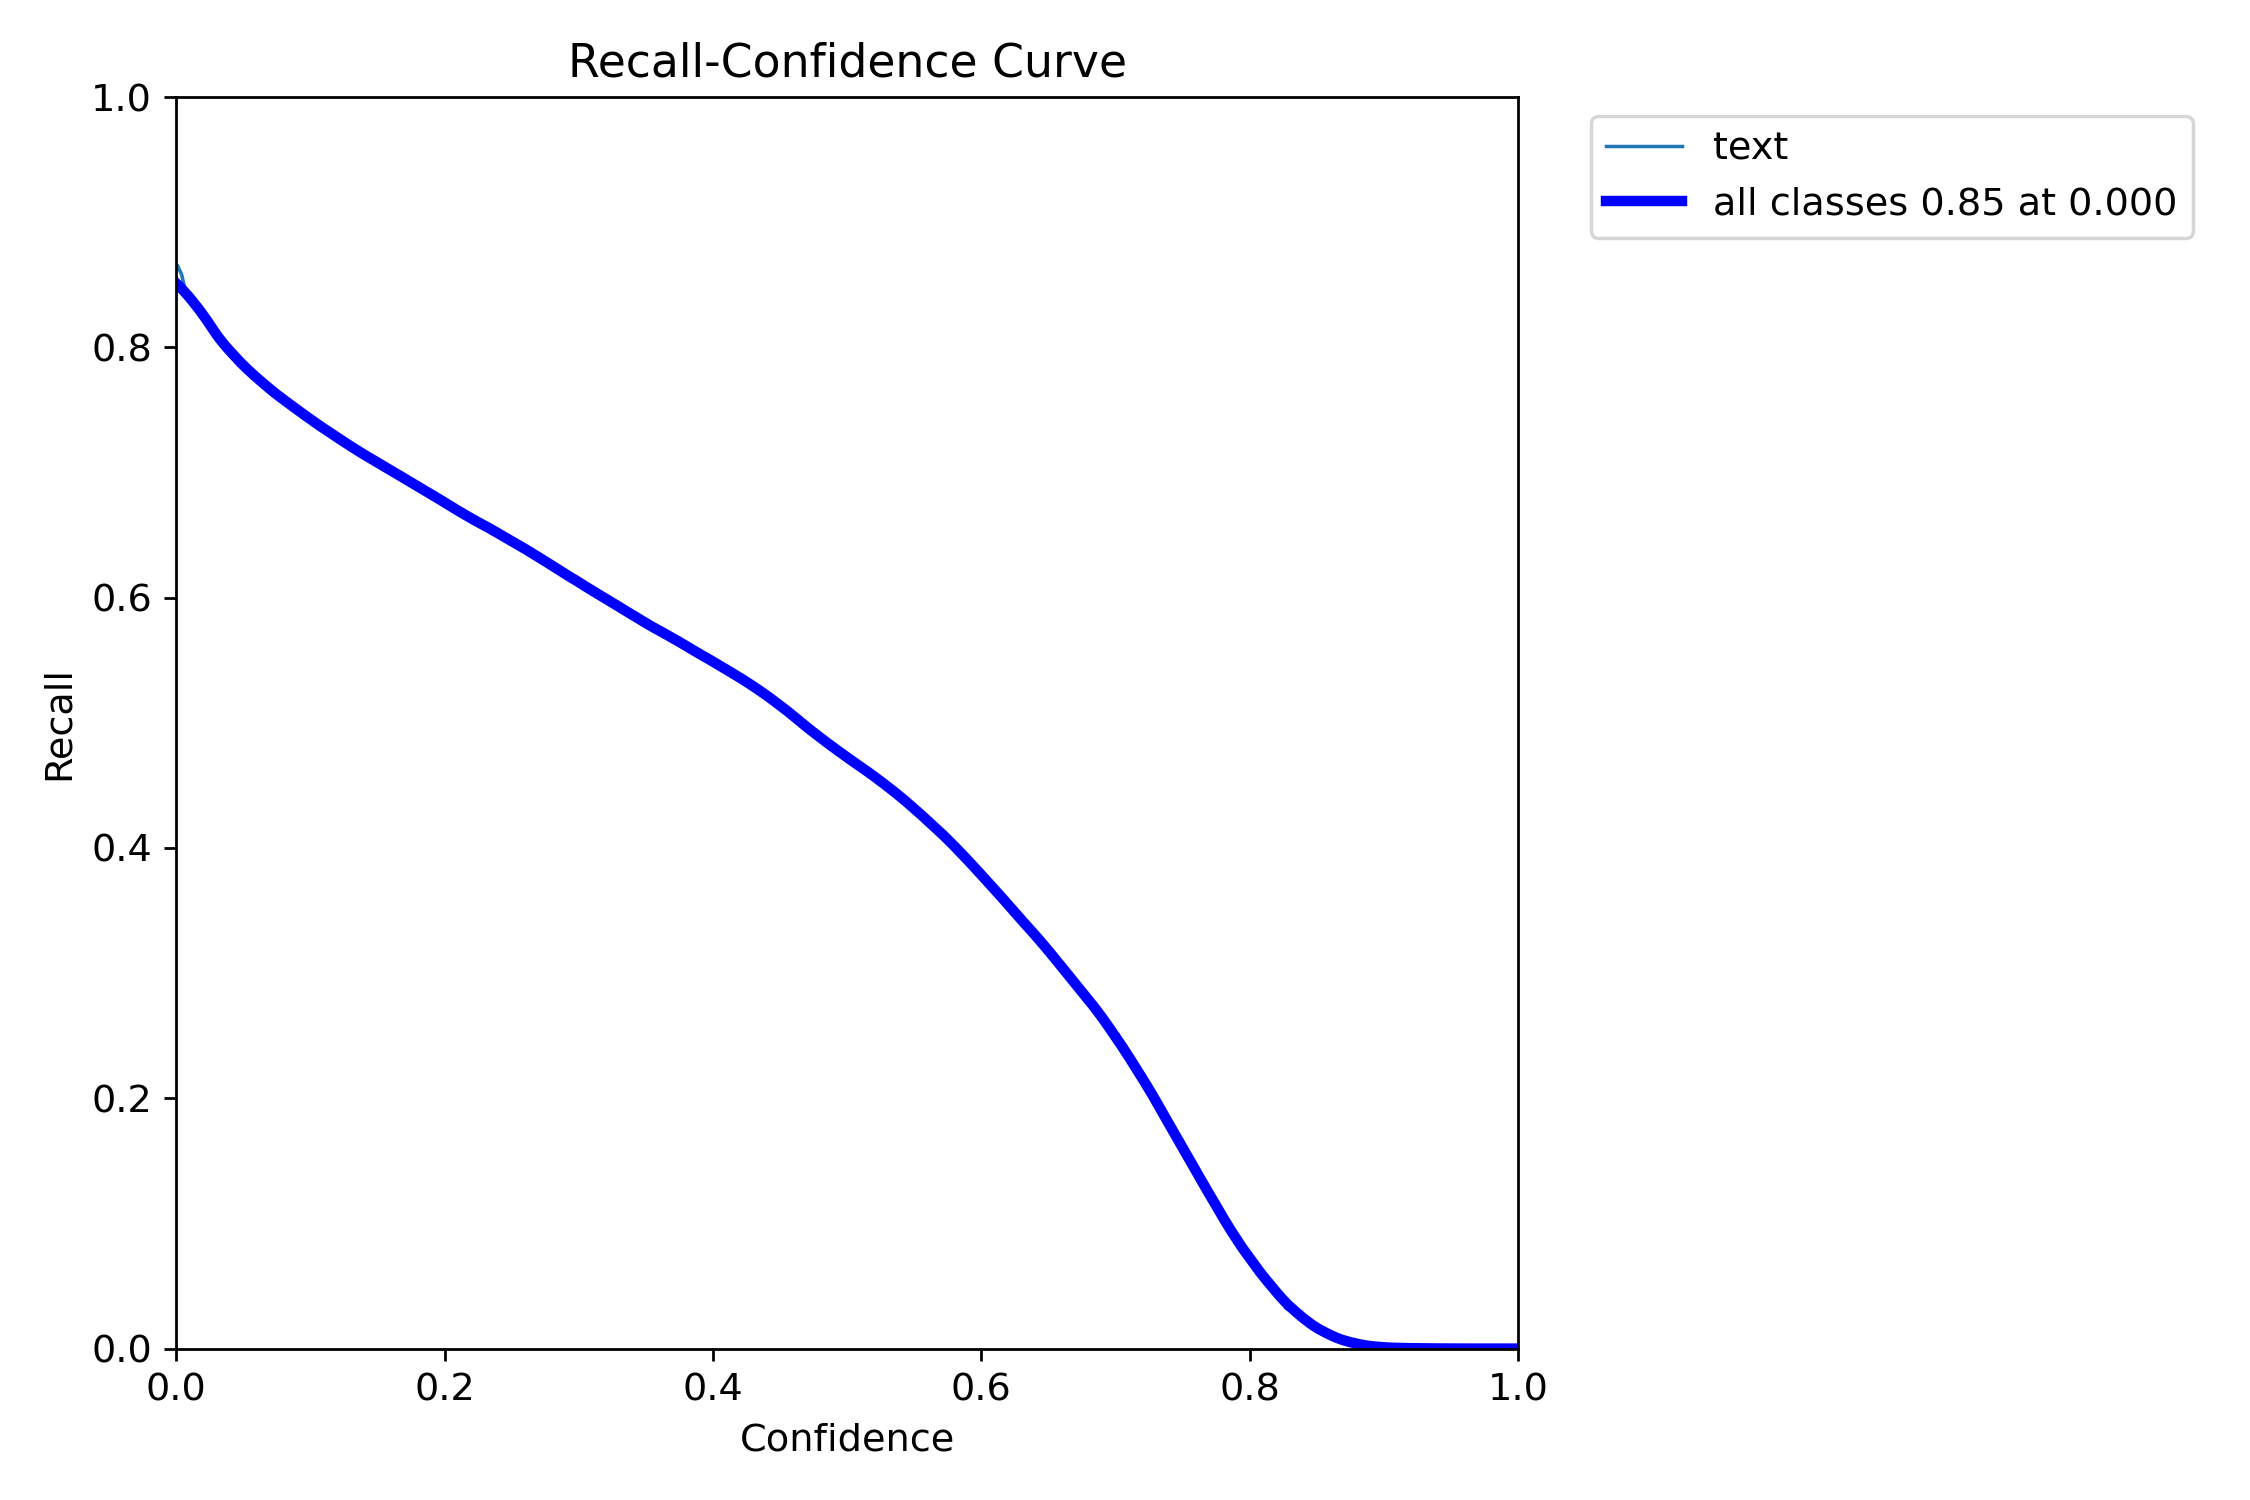 Recall-Confidence Curve
1.0
0.8
0.6
0.4
0.2
0.0
Recall
0.0 0.2 0.4 0.6 0.8 1.0
Confidence
text
all classes 0.85 at 0.000